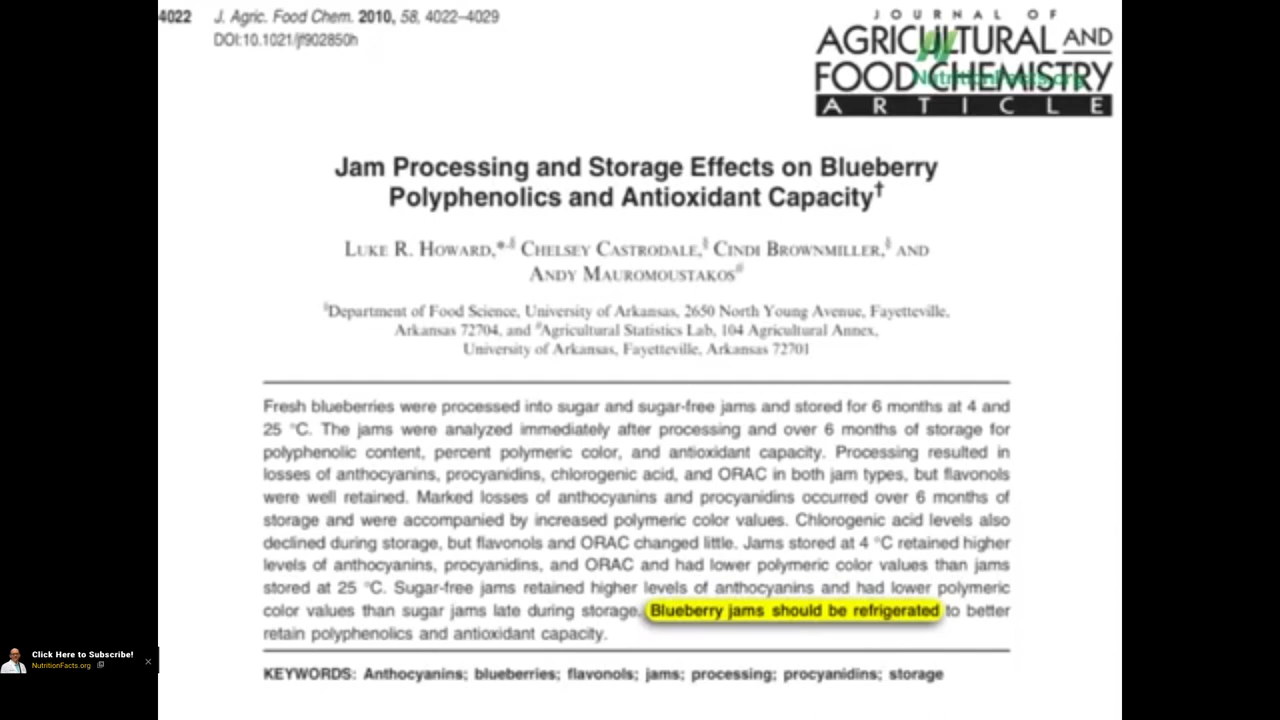 4022
J. Agric. Food Chem. 2010, 58, 4022–4029
DOI:10.1021/jf902850h
JOURNAL OF
AGRICULTURAL AND
FOOD CHEMISTRY
NutritionFacts.org
ARTICLE
Jam Processing and Storage Effects on Blueberry
Polyphenolics and Antioxidant Capacity†
LUKE R. HOWARD,*,§ CHELSEY CASTRODALE,§ CINDI BROWNMILLER,§ AND
ANDY MAUROMOUSTAKOS#
§Department of Food Science, University of Arkansas, 2650 North Young Avenue, Fayetteville,
Arkansas 72704, and #Agricultural Statistics Lab, 104 Agricultural Annex,
University of Arkansas, Fayetteville, Arkansas 72701
Fresh blueberries were processed into sugar and sugar-free jams and stored for 6 months at 4 and
25 °C. The jams were analyzed immediately after processing and over 6 months of storage for
polyphenolic content, percent polymeric color, and antioxidant capacity. Processing resulted in
losses of anthocyanins, procyanidins, chlorogenic acid, and ORAC in both jam types, but flavonols
were well retained. Marked losses of anthocyanins and procyanidins occurred over 6 months of
storage and were accompanied by increased polymeric color values. Chlorogenic acid levels also
declined during storage, but flavonols and ORAC changed little. Jams stored at 4 °C retained higher
levels of anthocyanins, procyanidins, and ORAC and had lower polymeric color values than jams
stored at 25 °C. Sugar-free jams retained higher levels of anthocyanins and had lower polymeric
color values than sugar jams late during storage. Blueberry jams should be refrigerated to better
retain polyphenolics and antioxidant capacity.
KEYWORDS: Anthocyanins; blueberries; flavonols; jams; processing; procyanidins; storage
Click Here to Subscribe!
NutritionFacts.org